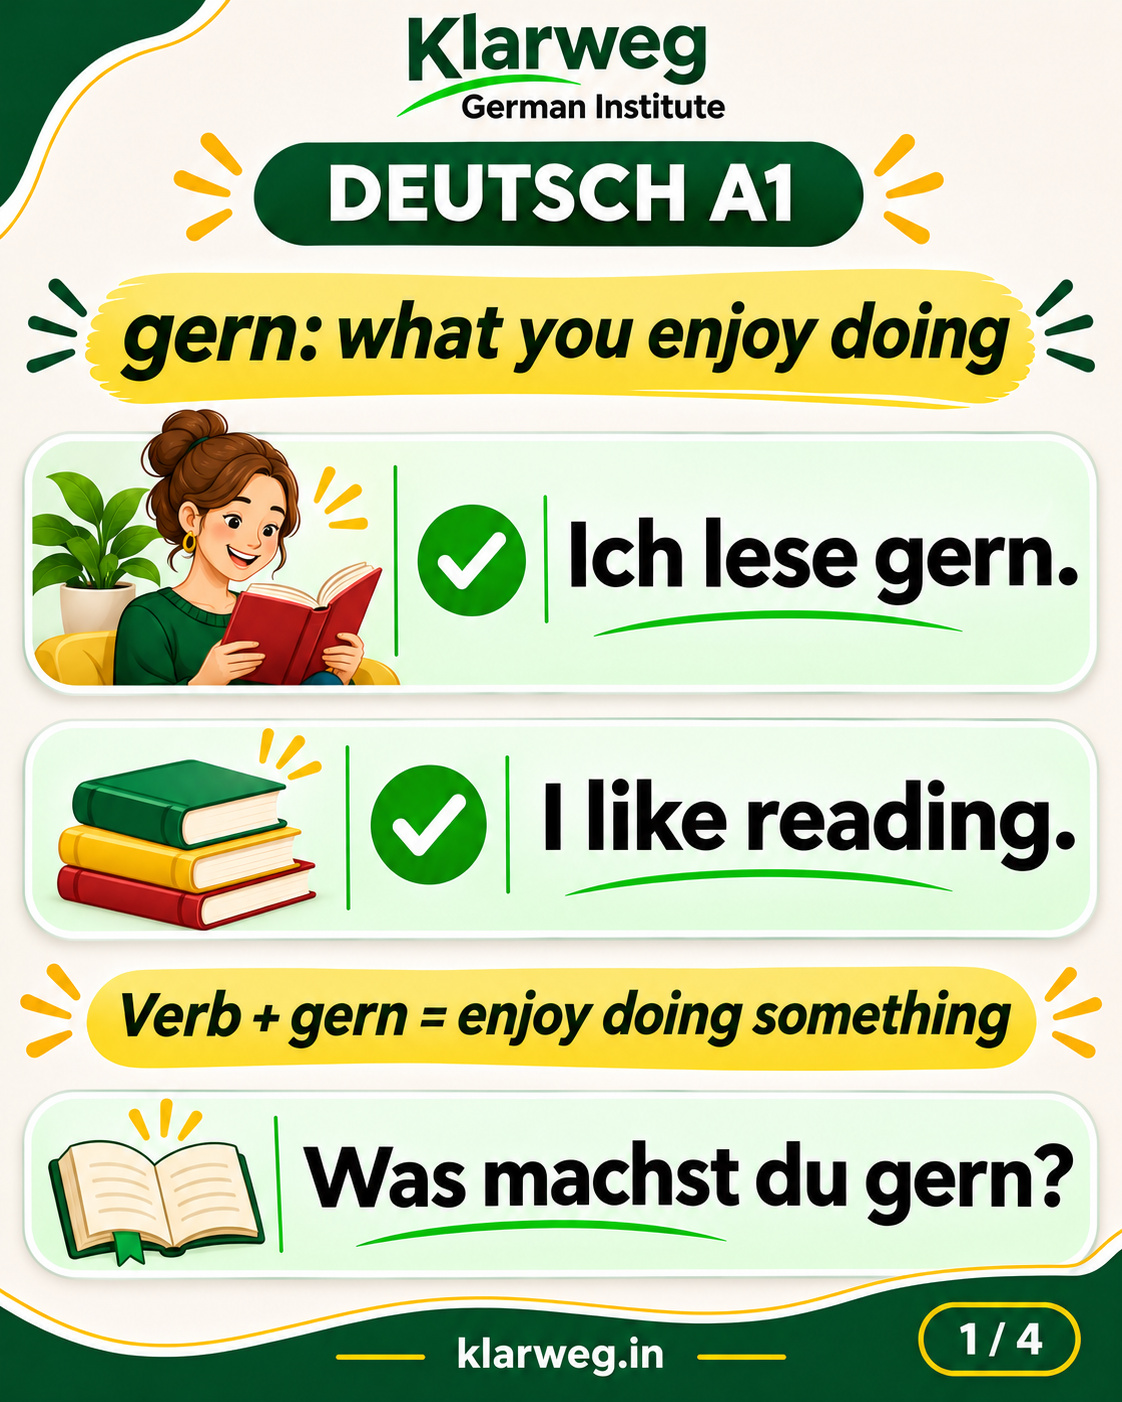 Klarweg
German Institute
DEUTSCH A1
gern: what you enjoy doing
Ich lese gern.
I like reading.
Verb + gern = enjoy doing something
Was machst du gern?
klarweg.in
1 / 4